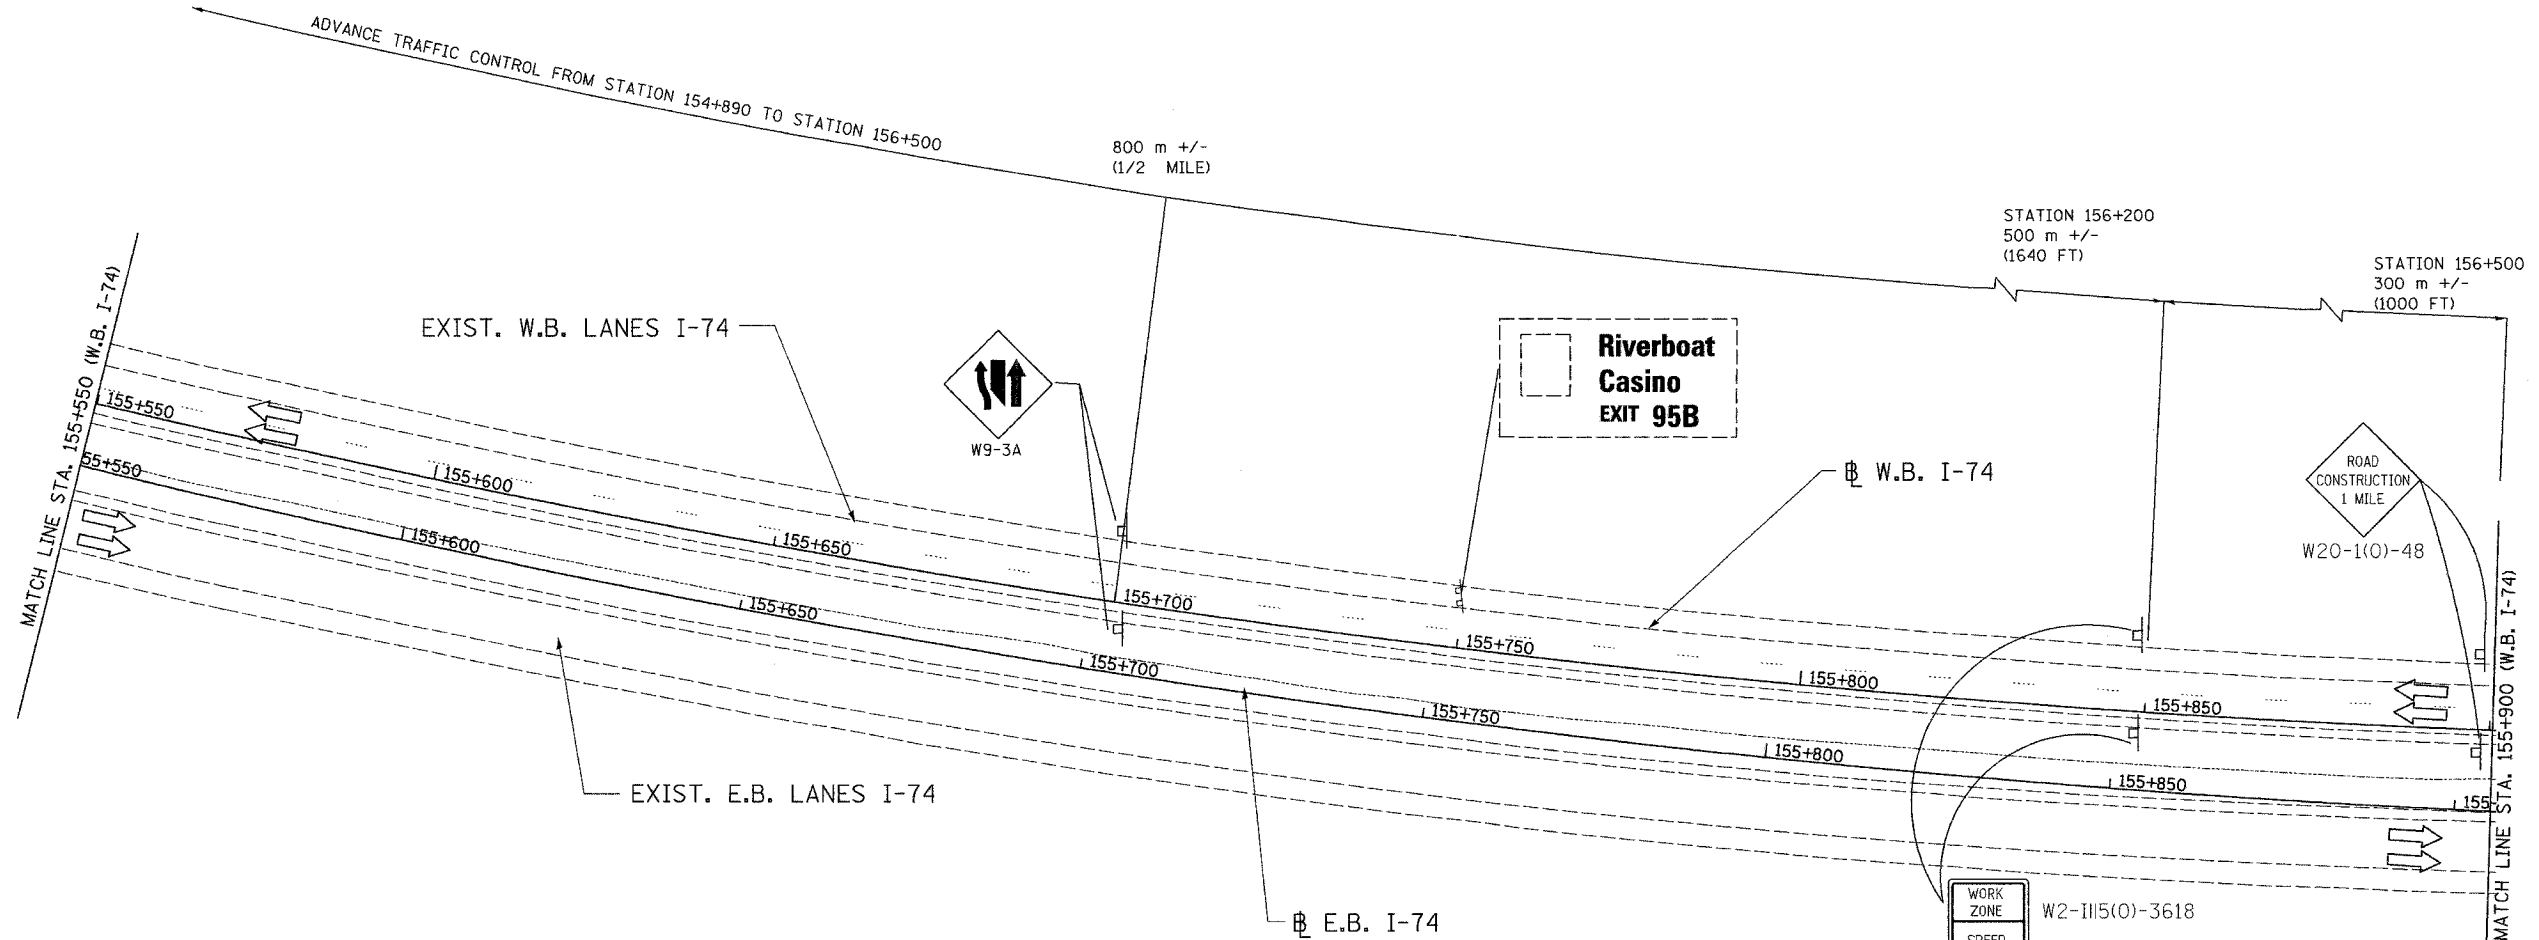 ADVANCE TRAFFIC CONTROL FROM STATION 154+890 TO STATION 156+500
800 m +/-
(1/2 MILE)
STATION 156+200
500 m +/-
(1640 FT)
STATION 156+500
300 m +/-
(1000 FT)
MATCH LINE STA. 155+550 (W.B. I-74)
EXIST. W.B. LANES I-74
W9-3A
Riverboat
Casino
EXIT 95B
W.B. I-74
ROAD
CONSTRUCTION
1 MILE
W20-1(O)-48
155+550
155+600
155+650
155+700
155+750
155+800
155+850
55+550
155+600
155+650
155+700
155+750
155+800
155+850
155
EXIST. E.B. LANES I-74
E.B. I-74
WORK
ZONE
SPEED
W2-I115(O)-3618
MATCH LINE STA. 155+900 (W.B. I-74)